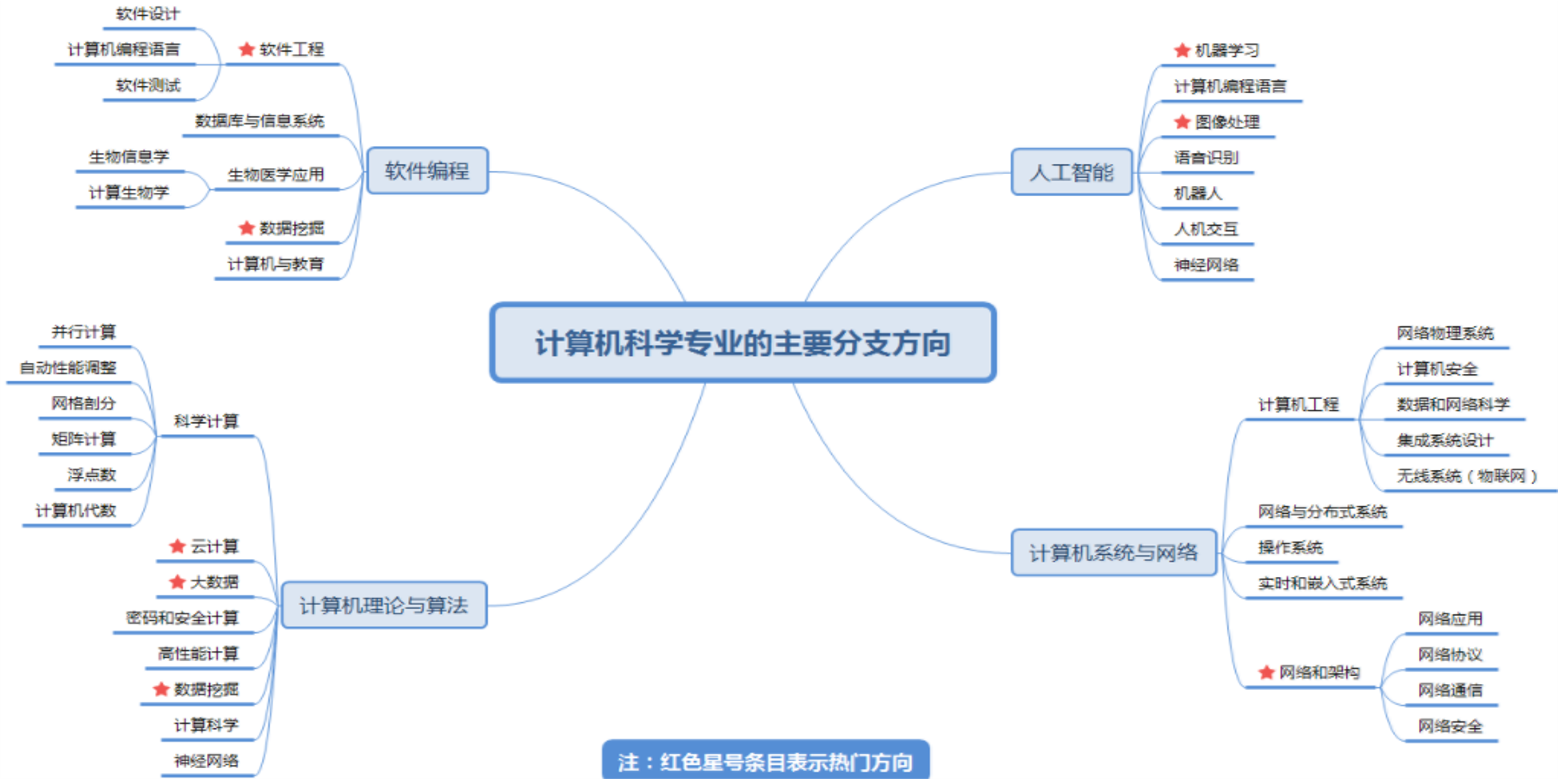 计算机科学专业的主要分支方向
软件编程
软件工程
软件设计
计算机编程语言
软件测试
数据库与信息系统
生物医学应用
生物信息学
计算生物学
数据挖掘
计算机与教育
人工智能
机器学习
计算机编程语言
图像处理
语音识别
机器人
人机交互
神经网络
计算机理论与算法
科学计算
并行计算
自动性能调整
网格剖分
矩阵计算
浮点数
计算机代数
云计算
大数据
密码和安全计算
高性能计算
数据挖掘
计算科学
神经网络
计算机系统与网络
计算机工程
网络物理系统
计算机安全
数据和网络科学
集成系统设计
无线系统（物联网）
网络与分布式系统
操作系统
实时和嵌入式系统
网络和架构
网络应用
网络协议
网络通信
网络安全
注：红色星号条目表示热门方向